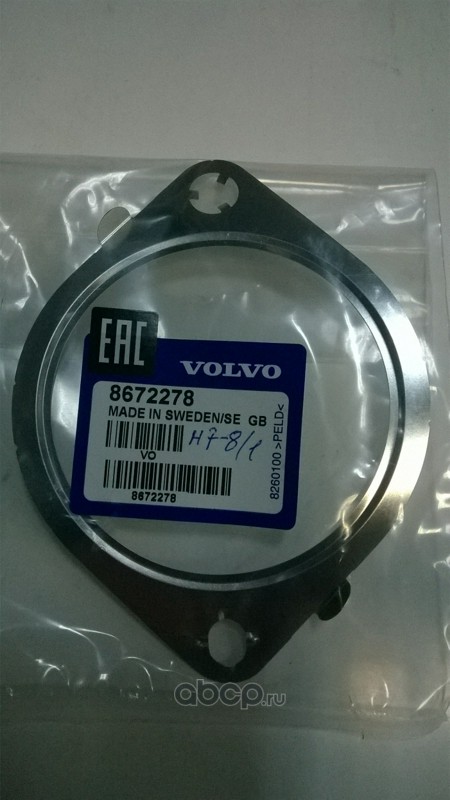 EAC
VOLVO
8672278
MADE IN SWEDEN/SE GB
H7-8/1
VO
8672278
8260100 >PELD<
abcp.ru